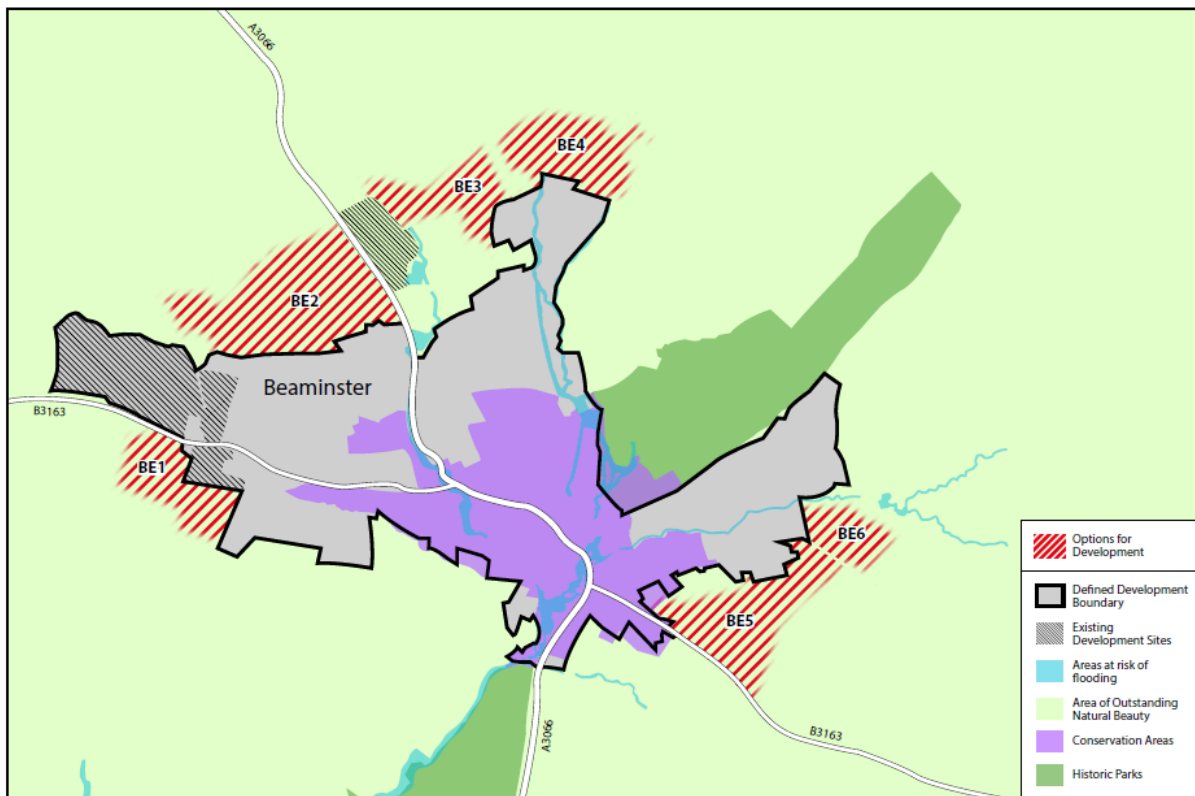 A3066
BE4
BE3
BE2
Beaminster
B3163
BE1
BE6
BE5
B3163
A3066
Options for
Development
Defined Development
Boundary
Existing
Development Sites
Areas at risk of
flooding
Area of Outstanding
Natural Beauty
Conservation Areas
Historic Parks